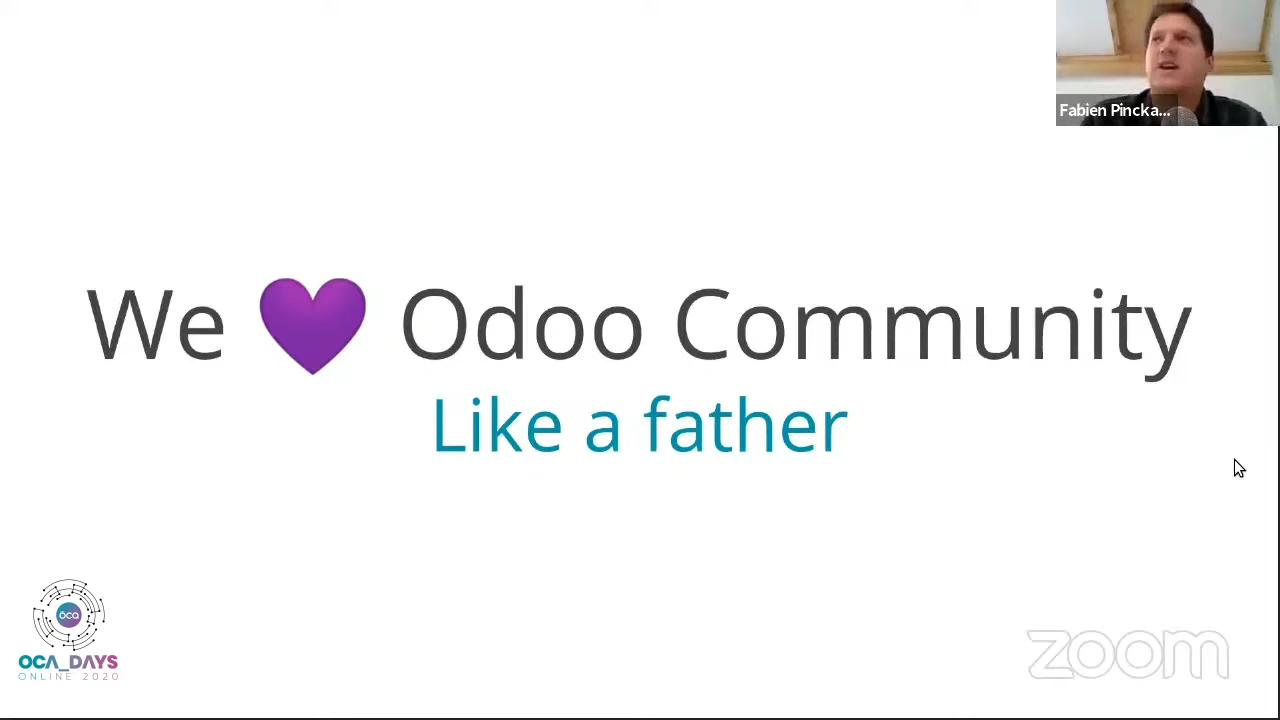 Fabien Pincka...
We 💜 Odoo Community
Like a father
oca
OCA_DAYS
ONLINE 2020
zoom